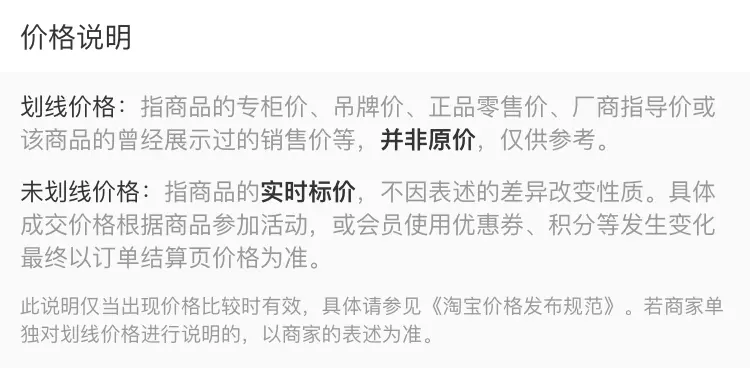 价格说明
划线价格：指商品的专柜价、吊牌价、正品零售价、厂商指导价或
该商品的曾经展示过的销售价等，并非原价，仅供参考。
未划线价格：指商品的实时标价，不因表述的差异改变性质。具体
成交价格根据商品参加活动，或会员使用优惠券、积分等发生变化
最终以订单结算页价格为准。
此说明仅当出现价格比较时有效，具体请参见《淘宝价格发布规范》。若商家单
独对划线价格进行说明的，以商家的表述为准。